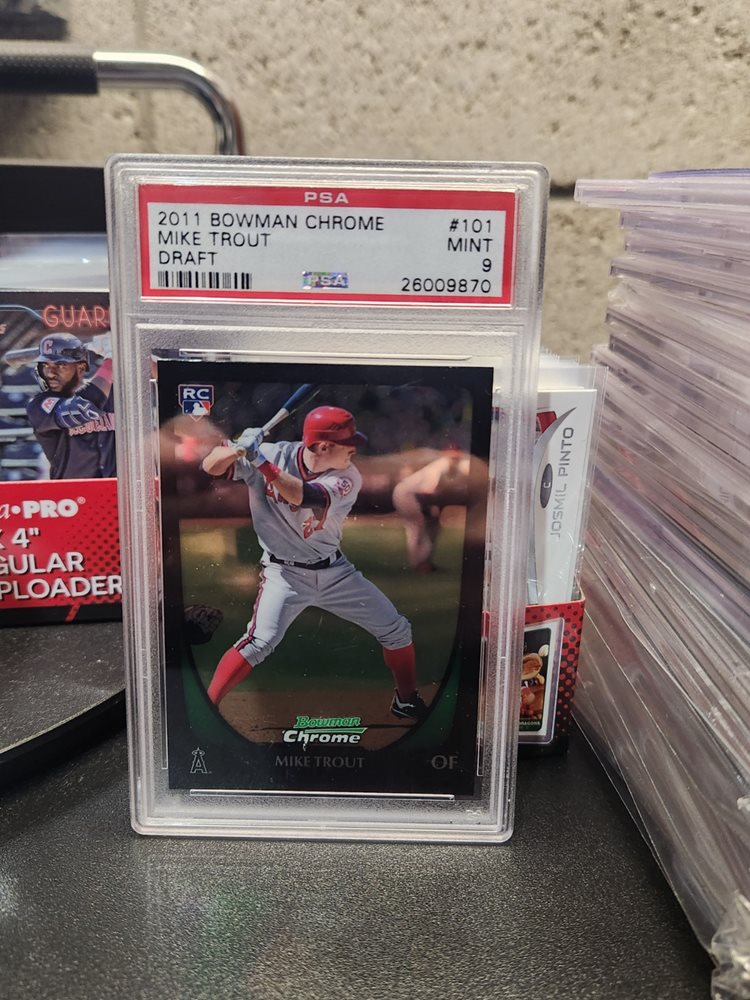 PSA
2011 BOWMAN CHROME #101
MIKE TROUT MINT
DRAFT 9
PSA 26009870
RC
Bowman
Chrome
MIKE TROUT OF
A
GUAR
PRO®
4"
GULAR
PLOADER
JOSMIL PINTO
C